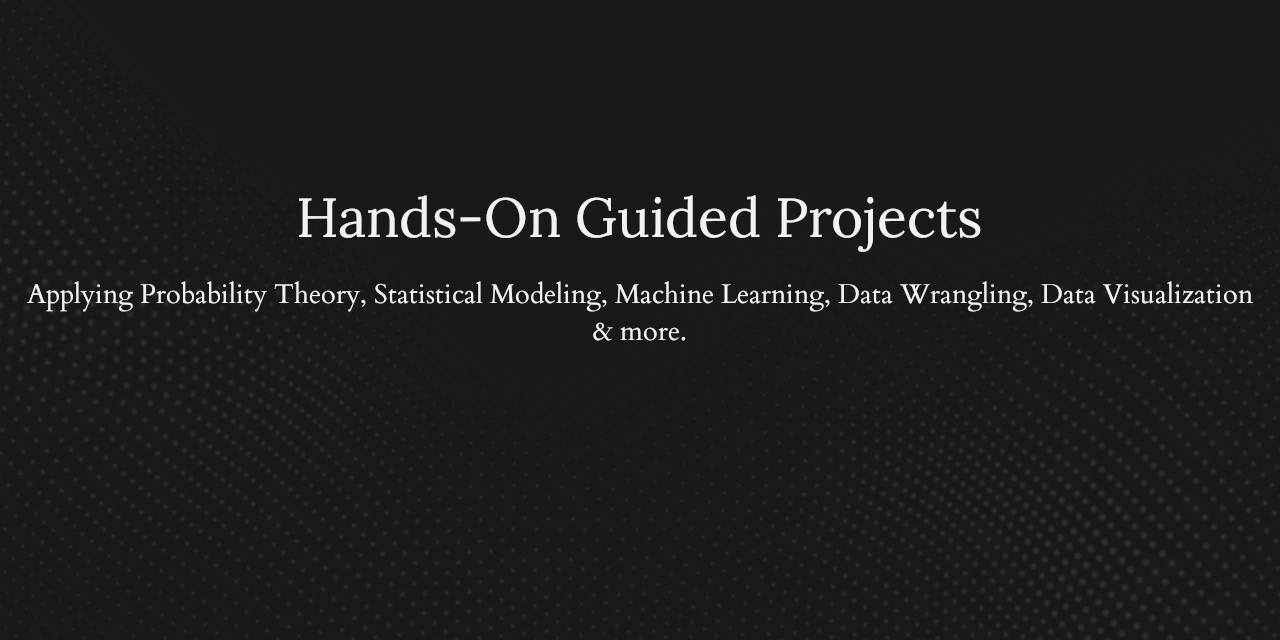 Hands-On Guided Projects
Applying Probability Theory, Statistical Modeling, Machine Learning, Data Wrangling, Data Visualization
& more.